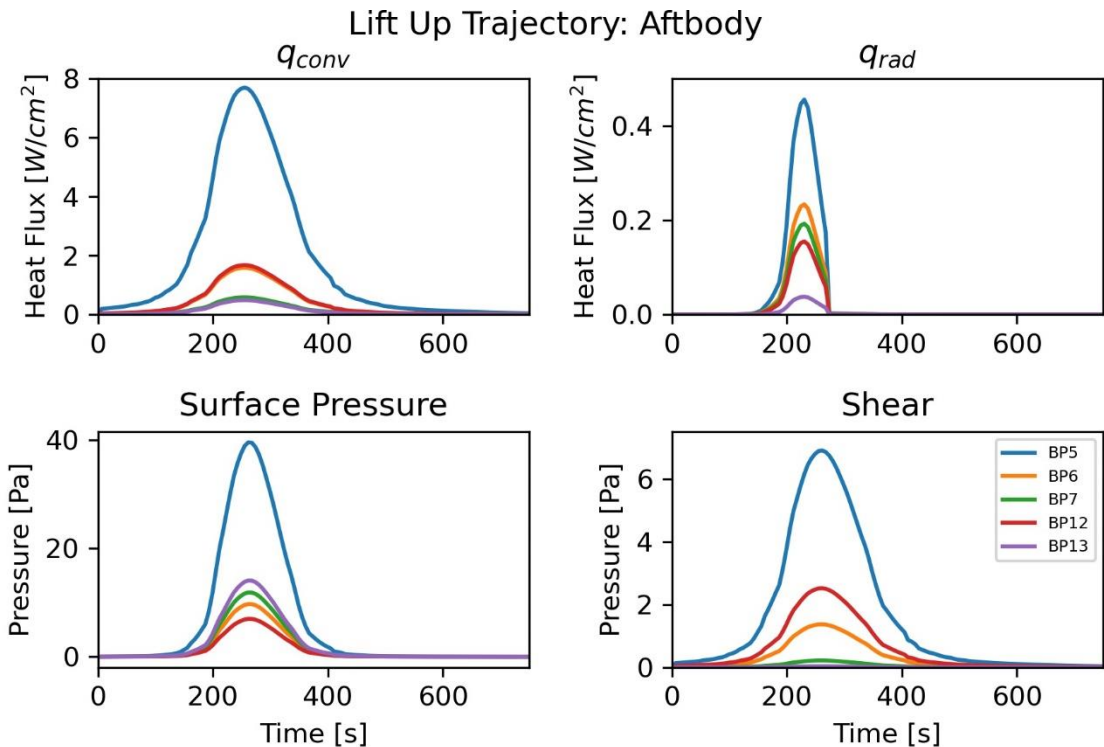 Lift Up Trajectory: Aftbody
q_conv
Heat Flux [W/cm²]
8
6
4
2
0
0 200 400 600
q_rad
Heat Flux [W/cm²]
0.4
0.2
0.0
0 200 400 600
Surface Pressure
Pressure [Pa]
40
20
0
0 200 400 600
Time [s]
Shear
Pressure [Pa]
6
4
2
0
0 200 400 600
Time [s]
BP5
BP6
BP7
BP12
BP13